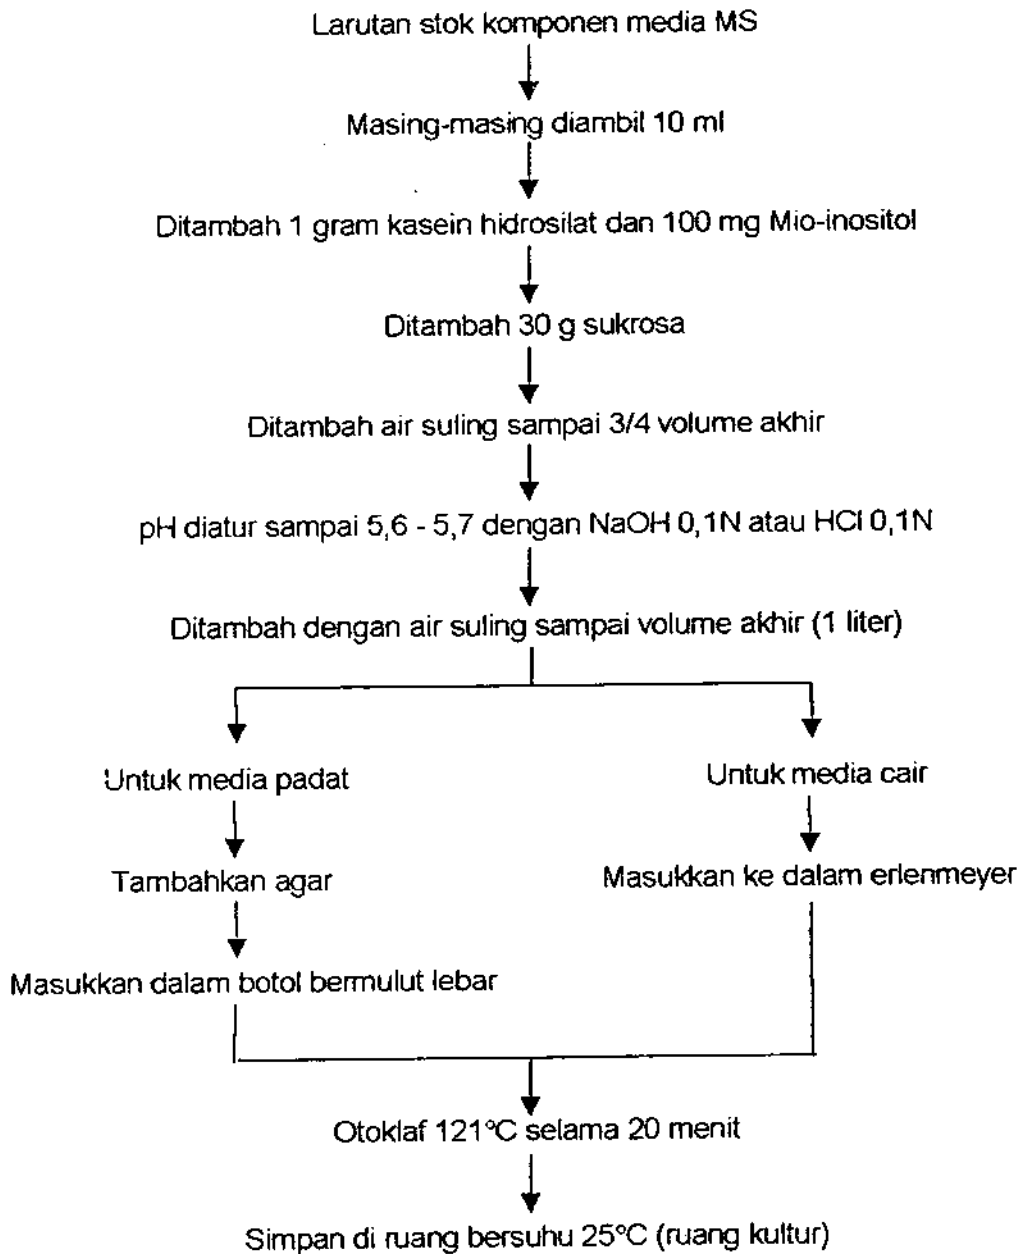 Larutan stok komponen media MS
Masing-masing diambil 10 ml
Ditambah 1 gram kasein hidrosilat dan 100 mg Mio-inositol
Ditambah 30 g sukrosa
Ditambah air suling sampai 3/4 volume akhir
pH diatur sampai 5,6 - 5,7 dengan NaOH 0,1N atau HCl 0,1N
Ditambah dengan air suling sampai volume akhir (1 liter)
Untuk media padat
Tambahkan agar
Masukkan dalam botol bermulut lebar
Untuk media cair
Masukkan ke dalam erlenmeyer
Otoklaf 121°C selama 20 menit
Simpan di ruang bersuhu 25°C (ruang kultur)